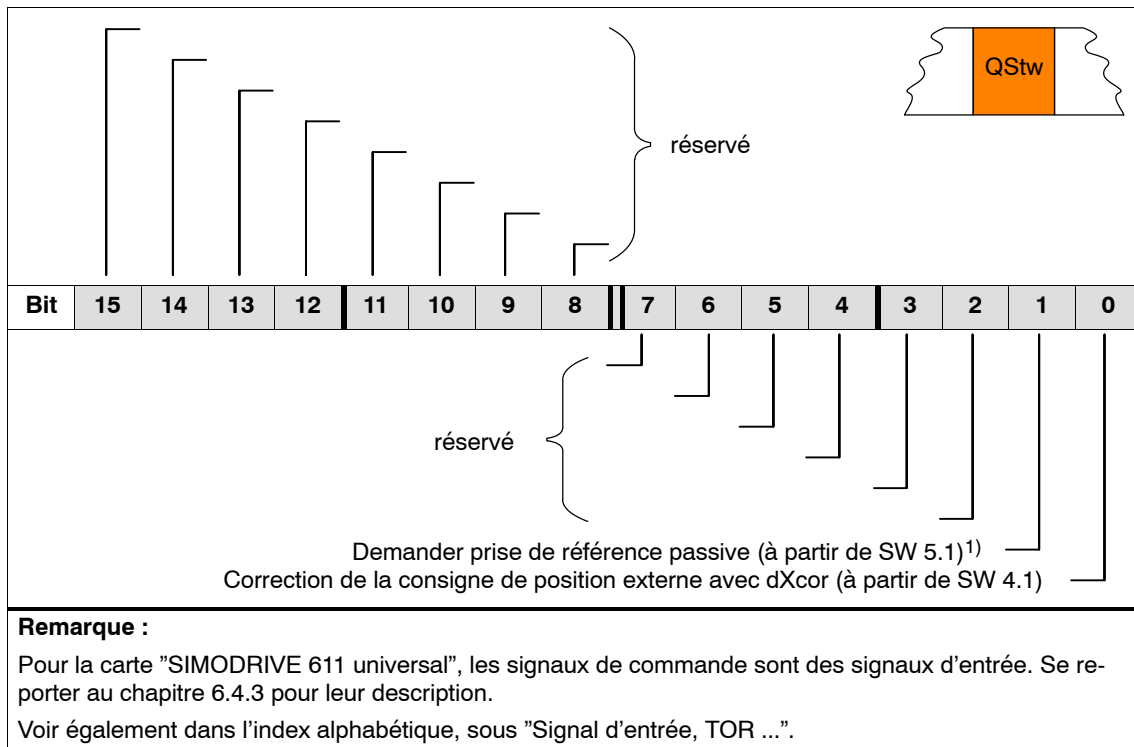 QStw
réservé
Bit 15 14 13 12 11 10 9 8 7 6 5 4 3 2 1 0
réservé
Demander prise de référence passive (à partir de SW 5.1)1)
Correction de la consigne de position externe avec dXcor (à partir de SW 4.1)
Remarque :
Pour la carte ”SIMODRIVE 611 universal”, les signaux de commande sont des signaux d’entrée. Se re-
porter au chapitre 6.4.3 pour leur description.
Voir également dans l’index alphabétique, sous ”Signal d’entrée, TOR ...”.